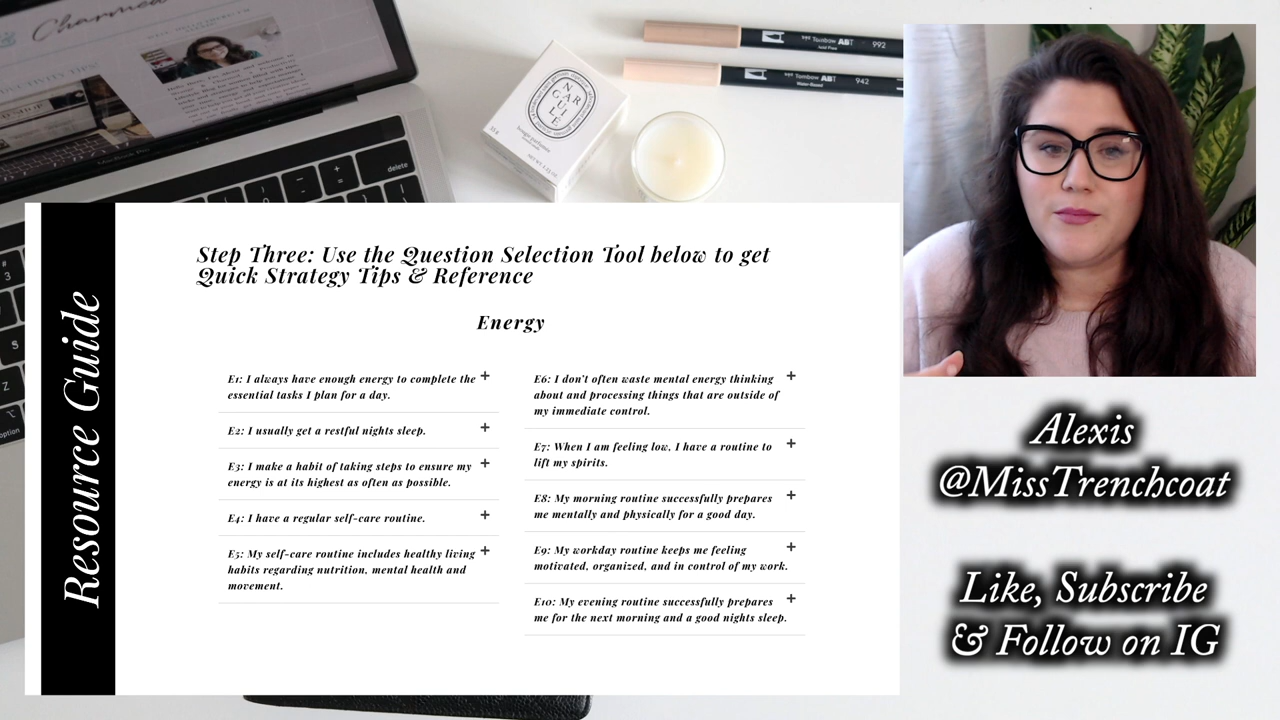 Charmed
PRODUCTIVITY TIPS
MacBook Pro
delete
option
NARGUILE
Tombow ABT
992
Tombow ABT
942
Resource Guide
Step Three: Use the Question Selection Tool below to get
Quick Strategy Tips & Reference
Energy
E1: I always have enough energy to complete the
essential tasks I plan for a day.
E2: I usually get a restful nights sleep.
E3: I make a habit of taking steps to ensure my
energy is at its highest as often as possible.
E4: I have a regular self-care routine.
E5: My self-care routine includes healthy living
habits regarding nutrition, mental health and
movement.
E6: I don't often waste mental energy thinking
about and processing things that are outside of
my immediate control.
E7: When I am feeling low, I have a routine to
lift my spirits.
E8: My morning routine successfully prepares
me mentally and physically for a good day.
E9: My workday routine keeps me feeling
motivated, organized, and in control of my work.
E10: My evening routine successfully prepares
me for the next morning and a good nights sleep.
Alexis
@MissTrenchcoat
Like, Subscribe
& Follow on IG